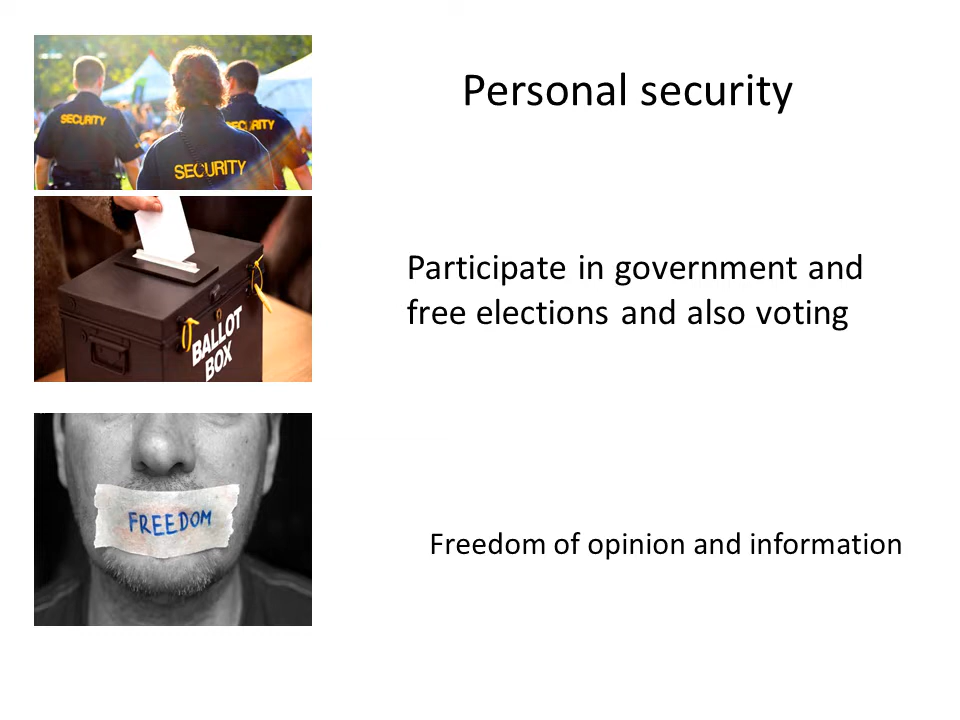 SECURITY
SECURITY
SECURITY
Personal security
BALLOT
BOX
Participate in government and
free elections and also voting
FREEDOM
Freedom of opinion and information